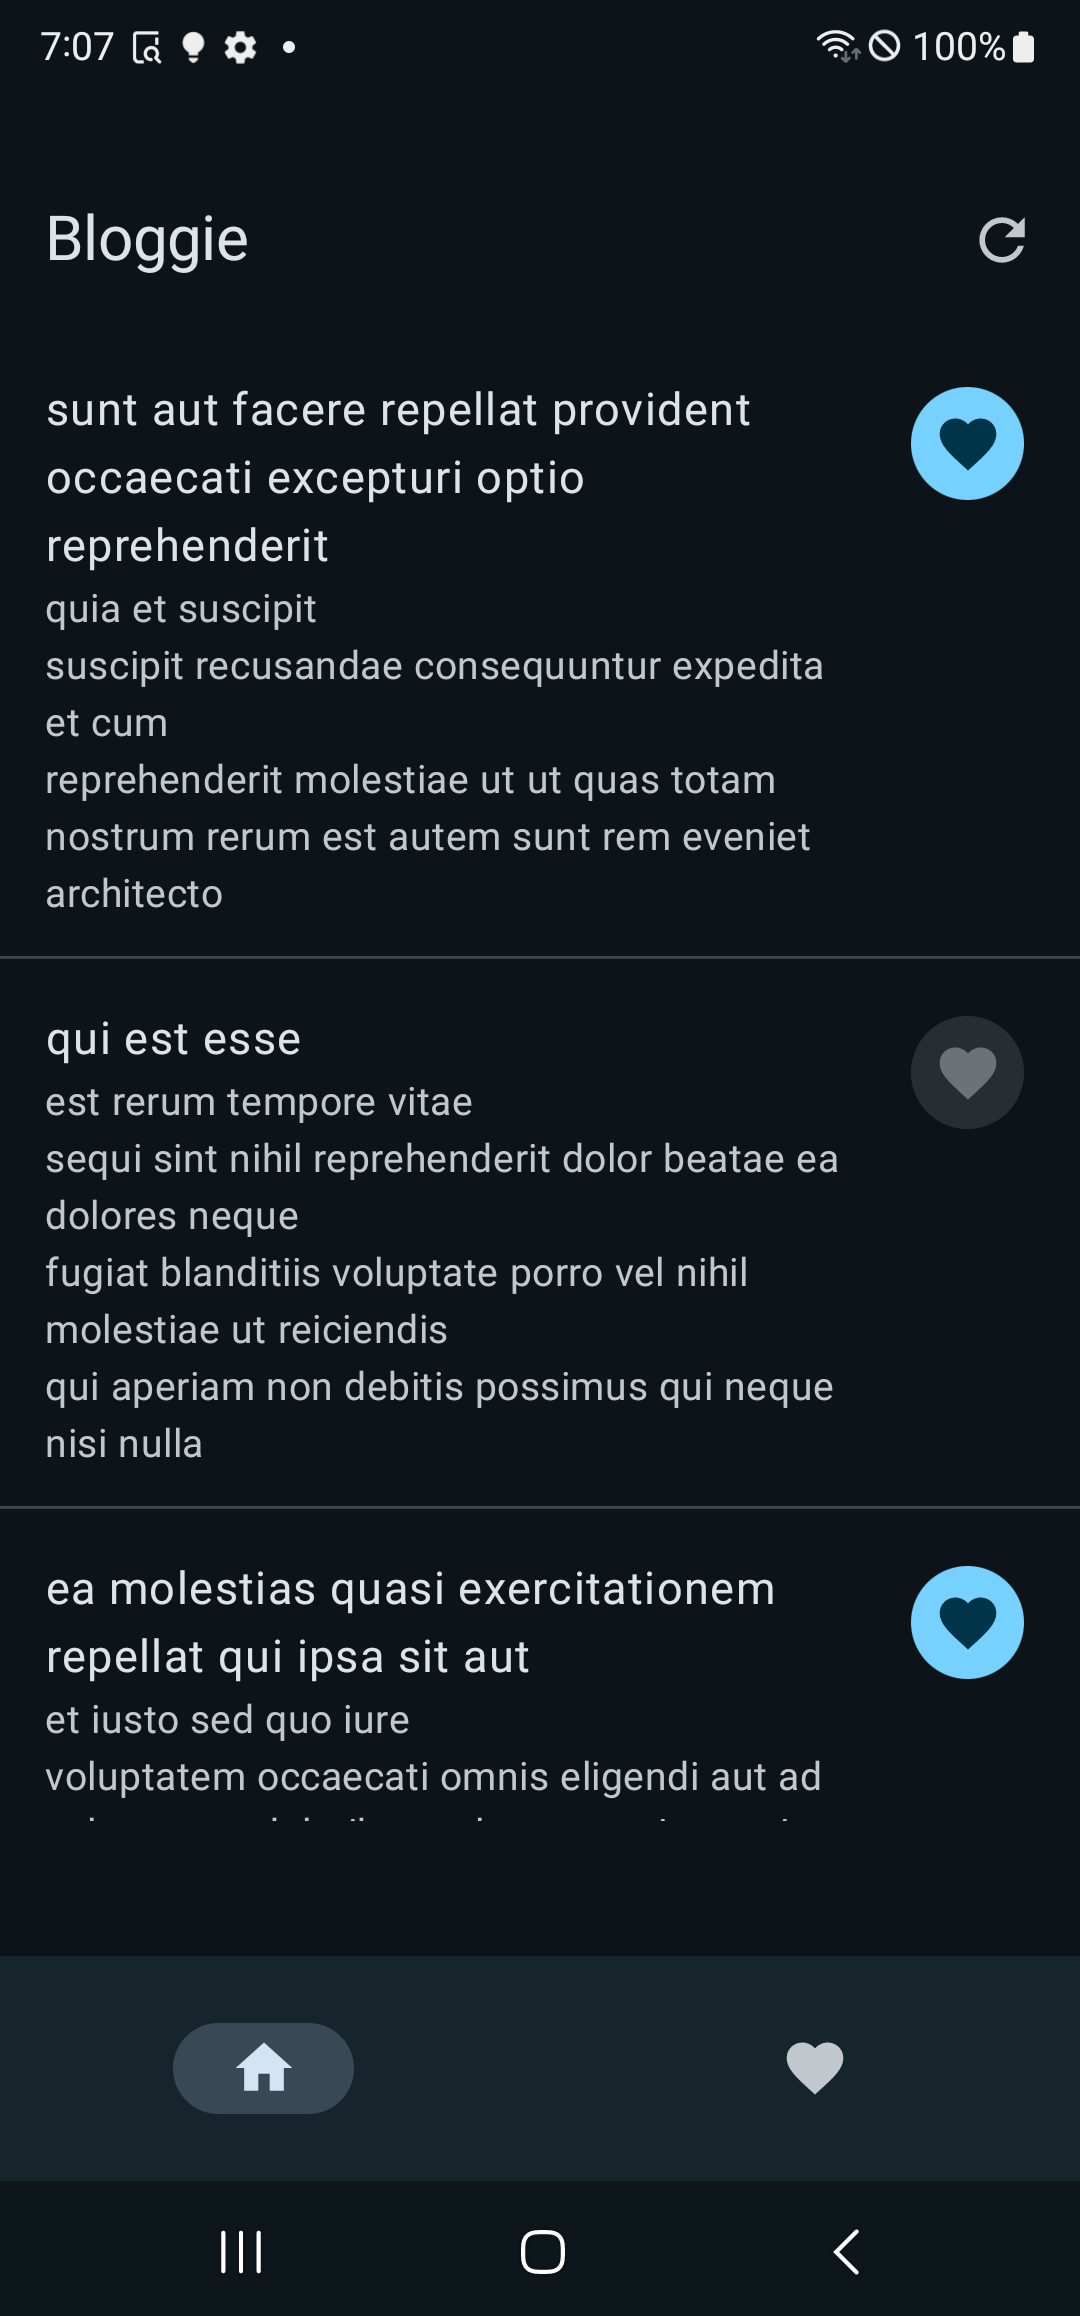 7:07 100%
Bloggie
sunt aut facere repellat provident
occaecati excepturi optio
reprehenderit
quia et suscipit
suscipit recusandae consequuntur expedita
et cum
reprehenderit molestiae ut ut quas totam
nostrum rerum est autem sunt rem eveniet
architecto
qui est esse
est rerum tempore vitae
sequi sint nihil reprehenderit dolor beatae ea
dolores neque
fugiat blanditiis voluptate porro vel nihil
molestiae ut reiciendis
qui aperiam non debitis possimus qui neque
nisi nulla
ea molestias quasi exercitationem
repellat qui ipsa sit aut
et iusto sed quo iure
voluptatem occaecati omnis eligendi aut ad